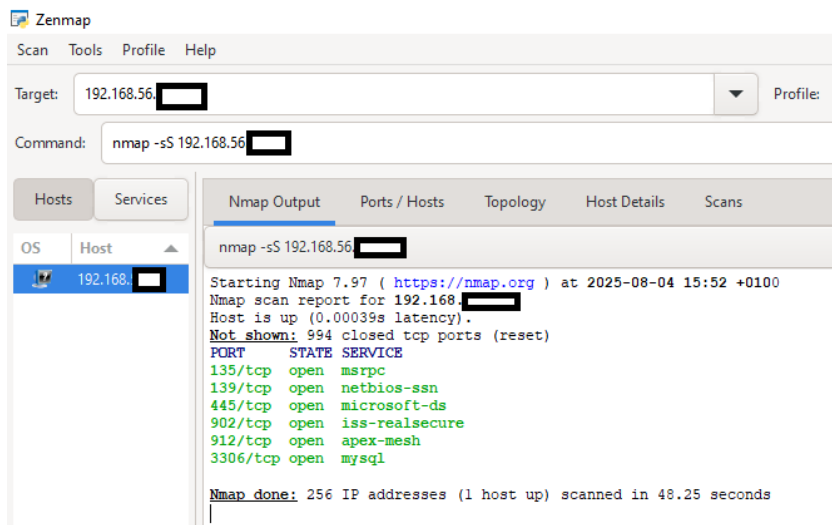 Zenmap
Scan Tools Profile Help
Target: 192.168.56. Profile:
Command: nmap -sS 192.168.56
Hosts Services
Nmap Output Ports / Hosts Topology Host Details Scans
OS Host
nmap -sS 192.168.56.
192.168.
Starting Nmap 7.97 ( https://nmap.org ) at 2025-08-04 15:52 +0100
Nmap scan report for 192.168.
Host is up (0.00039s latency).
Not shown: 994 closed tcp ports (reset)
PORT STATE SERVICE
135/tcp open msrpc
139/tcp open netbios-ssn
445/tcp open microsoft-ds
902/tcp open iss-realsecure
912/tcp open apex-mesh
3306/tcp open mysql
Nmap done: 256 IP addresses (1 host up) scanned in 48.25 seconds